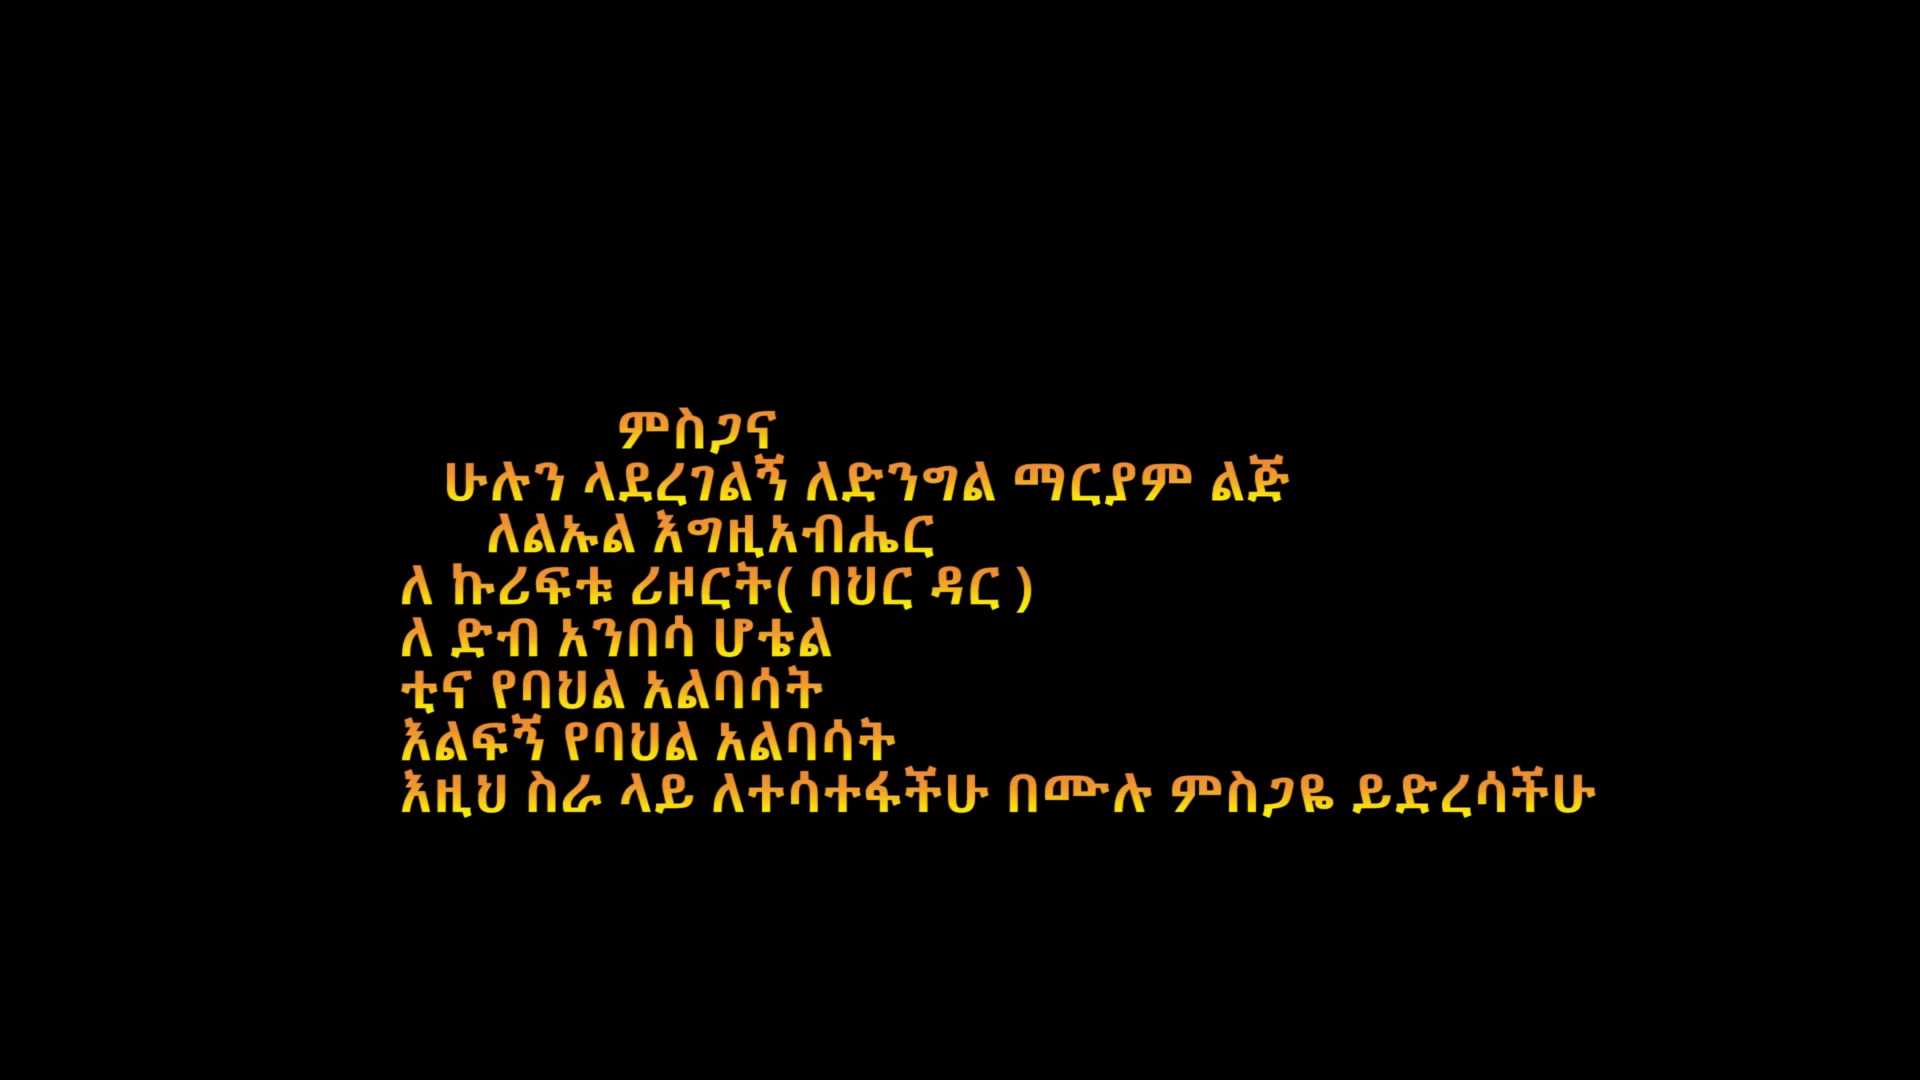 ምስጋና
ሁሉን ላደረገልኝ ለድንግል ማርያም ልጅ
ለልኡል እግዚአብሔር
ለ ኩሪፍቱ ሪዞርት( ባህር ዳር )
ለ ድብ አንበሳ ሆቴል
ቲና የባህል አልባሳት
እልፍኝ የባህል አልባሳት
እዚህ ስራ ላይ ለተሳተፋችሁ በሙሉ ምስጋዬ ይድረሳችሁ